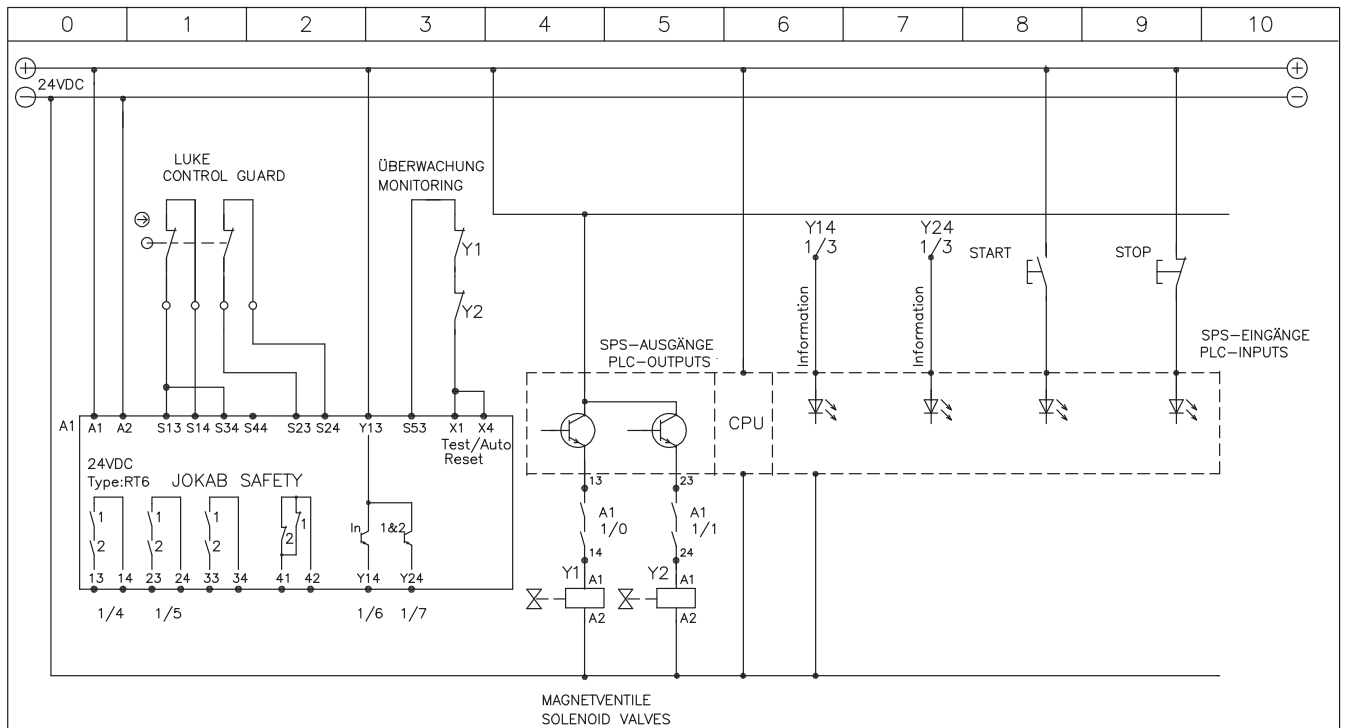 0 1 2 3 4 5 6 7 8 9 10
24VDC
LUKE
CONTROL GUARD
ÜBERWACHUNG
MONITORING
Y1
Y2
Y14
1/3
Y24
1/3
START
STOP
Information
Information
SPS-AUSGÄNGE
PLC-OUTPUTS
SPS-EINGÄNGE
PLC-INPUTS
CPU
A1 A1 A2 S13 S14 S34 S44 S23 S24 Y13 S53 X1 X4
Test/Auto
Reset
24VDC
Type:RT6 JOKAB SAFETY
1 1 1 1
2 2 2 2
In 1&2
13 14 23 24 33 34 41 42 Y14 Y24
1/4 1/5 1/6 1/7
13 23
A1
1/0
A1
1/1
14 24
Y1 A1 Y2 A1
A2 A2
MAGNETVENTILE
SOLENOID VALVES